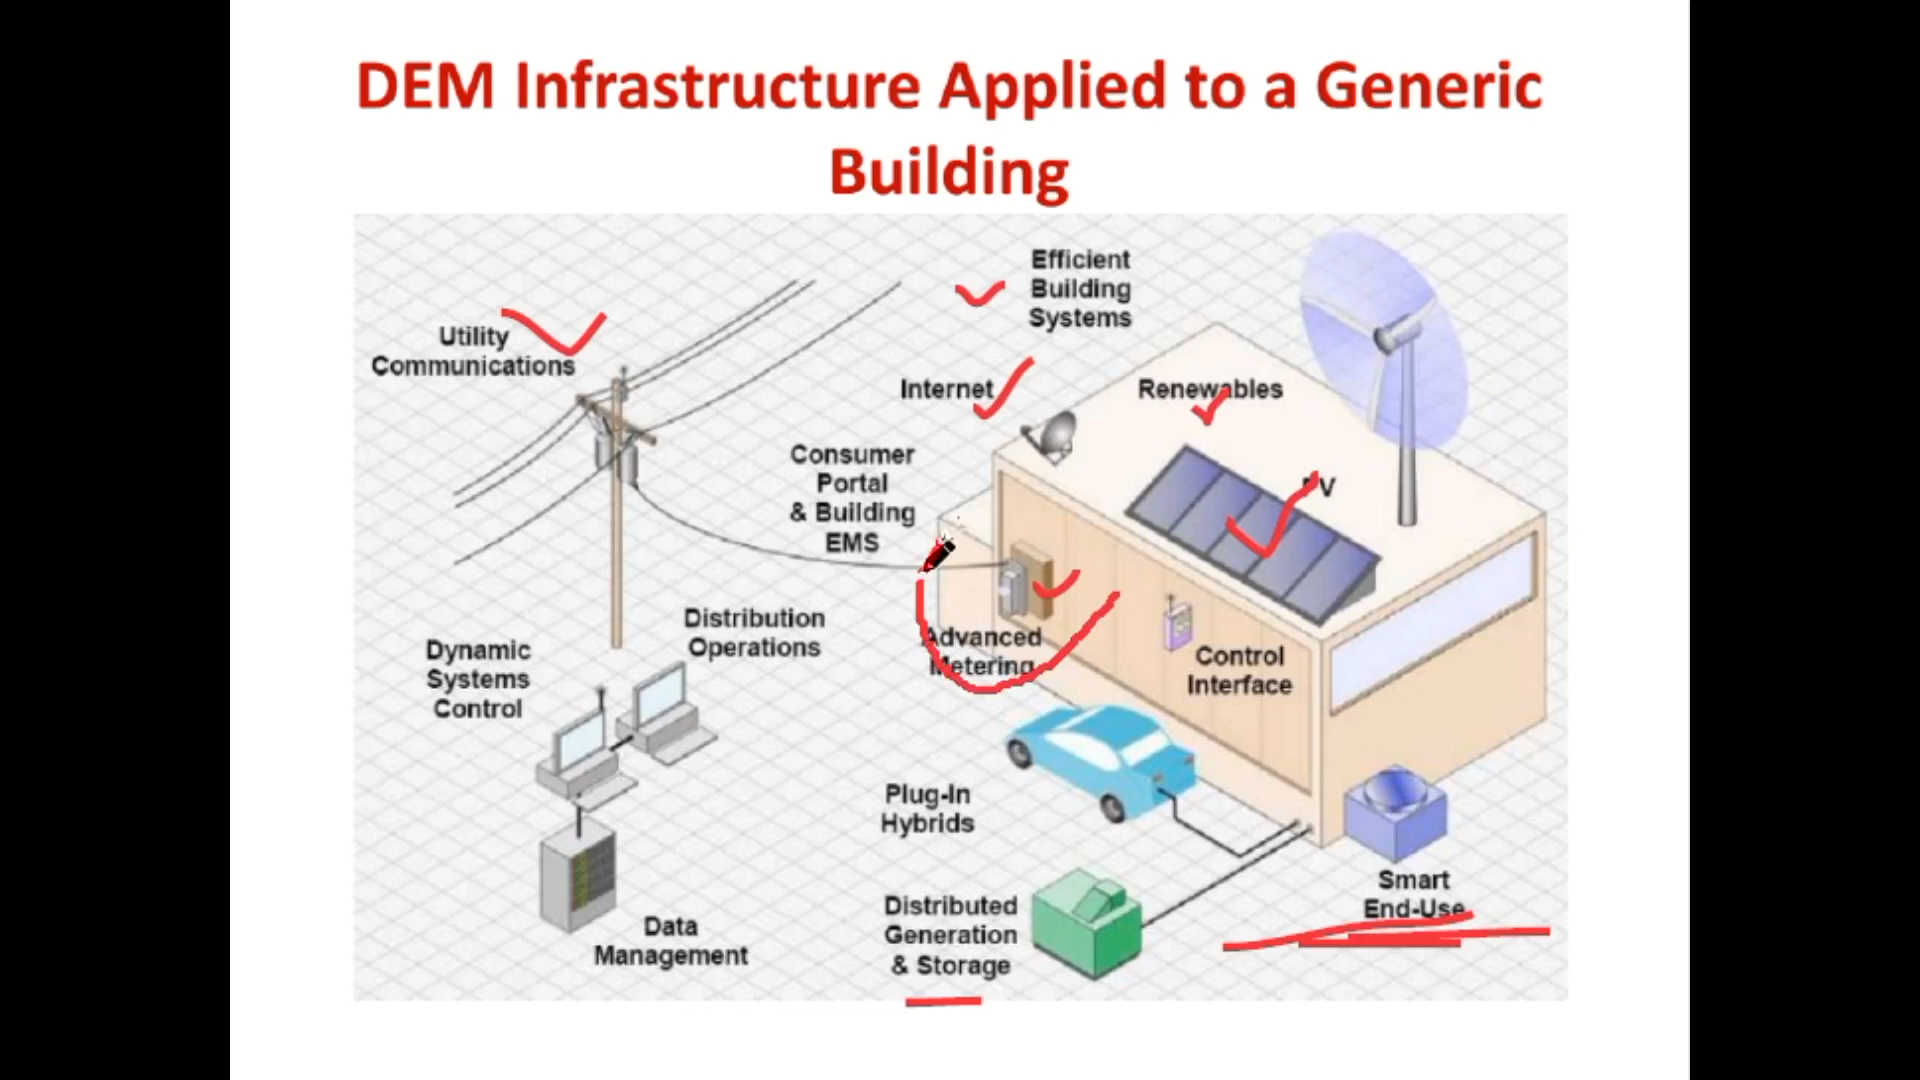 DEM Infrastructure Applied to a Generic
Building
Efficient
Building
Systems
Utility
Communications
Internet
Renewables
Consumer
Portal
& Building
EMS
PV
Distribution
Operations
Dynamic
Systems
Control
Advanced
Metering
Control
Interface
Plug-In
Hybrids
Smart
End-Use
Distributed
Generation
& Storage
Data
Management